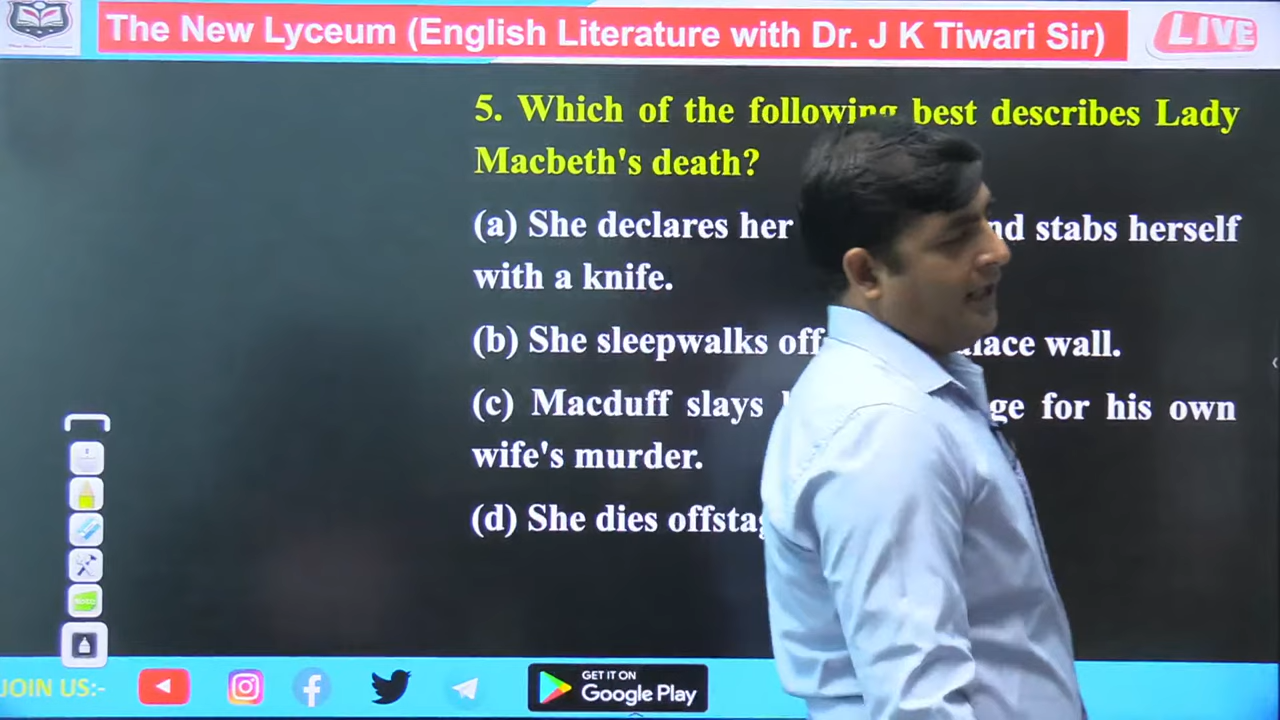 The New Lyceum (English Literature with Dr. J K Tiwari Sir)
LIVE
5. Which of the following best describes Lady
Macbeth's death?
(a) She declares her nd stabs herself
with a knife.
(b) She sleepwalks off alace wall.
(c) Macduff slays ge for his own
wife's murder.
(d) She dies offstag
JOIN US:-
GET IT ON
Google Play